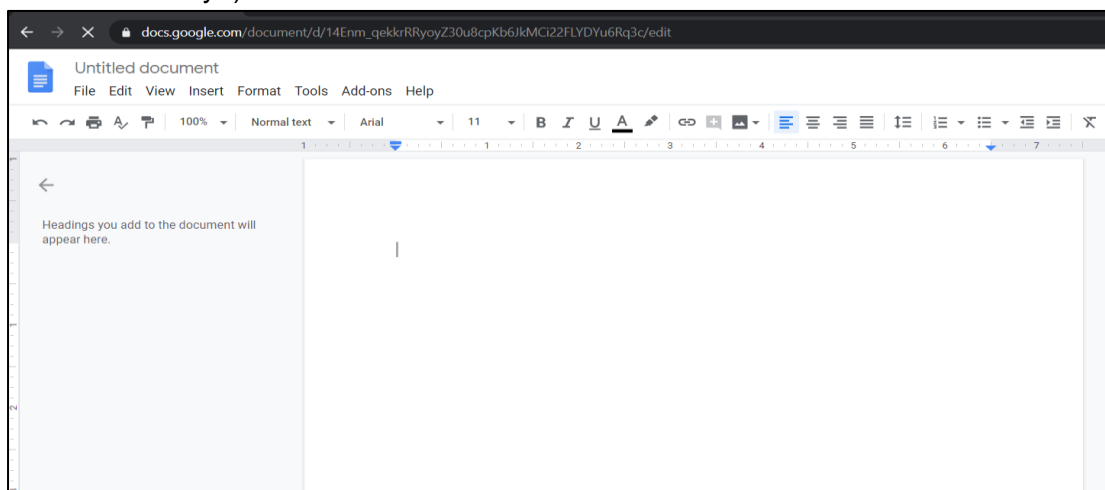 docs.google.com/document/d/14Enm_qekkrRRyoyZ30u8cpKb6JkMCi22FLYDYu6Rq3c/edit
Untitled document
File Edit View Insert Format Tools Add-ons Help
100% Normal text Arial 11 B I U A
1 1 2 3 4 5 6 7
Headings you add to the document will
appear here.
1
2